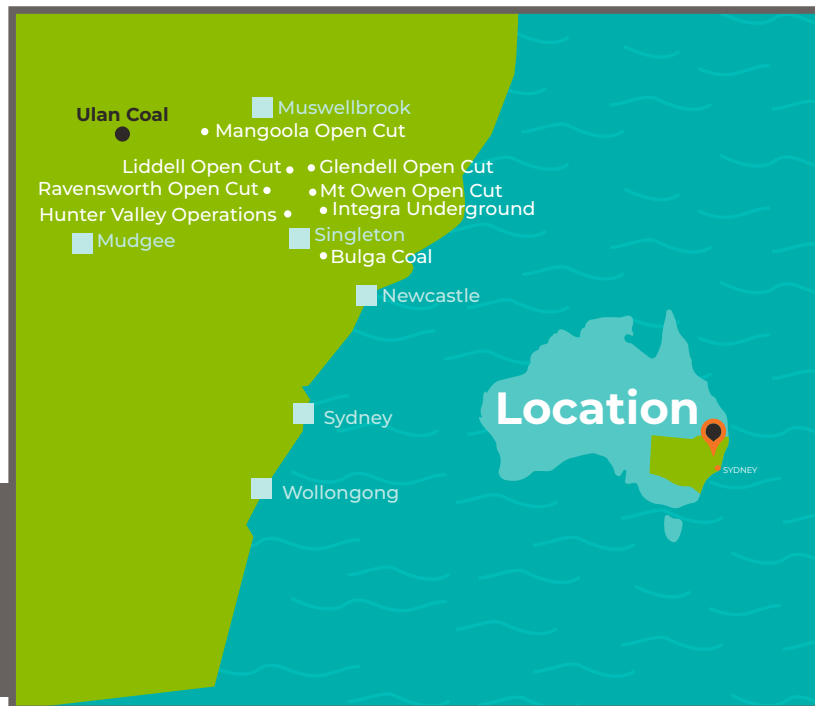 Ulan Coal
Muswellbrook
Mangoola Open Cut
Liddell Open Cut
Glendell Open Cut
Ravensworth Open Cut
Mt Owen Open Cut
Hunter Valley Operations
Integra Underground
Mudgee
Singleton
Bulga Coal
Newcastle
Location
Sydney
SYDNEY
Wollongong